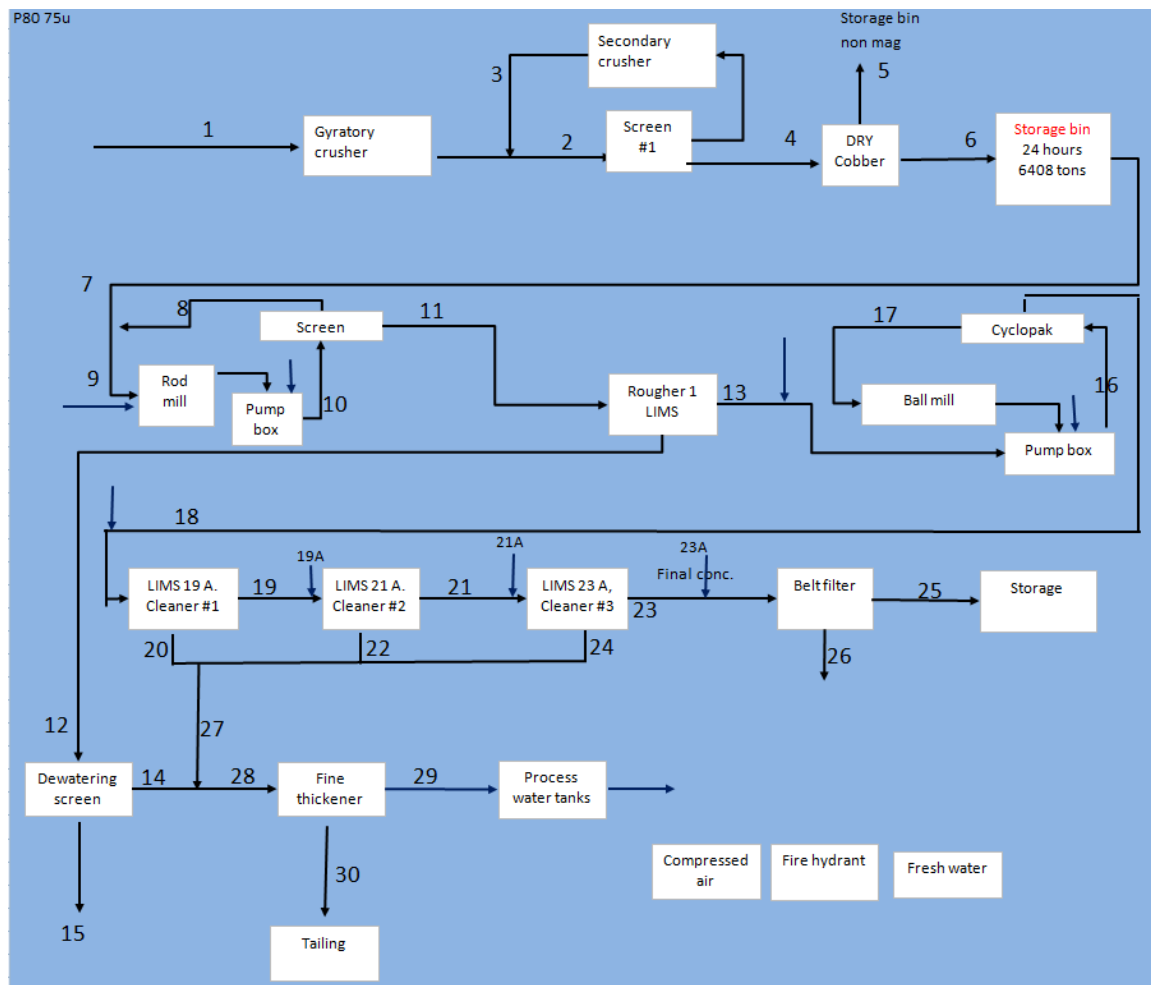 P80 75u
Storage bin
non mag
Secondary
crusher
3
5
1
Gyratory
crusher
2
Screen
#1
4
DRY
Cobber
6
Storage bin
24 hours
6408 tons
7
8
Screen
11
17
Cyclopak
9
Rod
mill
Pump
box
10
Rougher 1
LIMS
13
Ball mill
16
Pump box
18
19A
21A
23A
Final conc.
LIMS 19 A.
Cleaner #1
19
LIMS 21 A.
Cleaner #2
21
LIMS 23 A,
Cleaner #3
23
Belt filter
25
Storage
20
22
24
26
12
27
Dewatering
screen
14
28
Fine
thickener
29
Process
water tanks
Compressed
air
Fire hydrant
Fresh water
30
15
Tailing